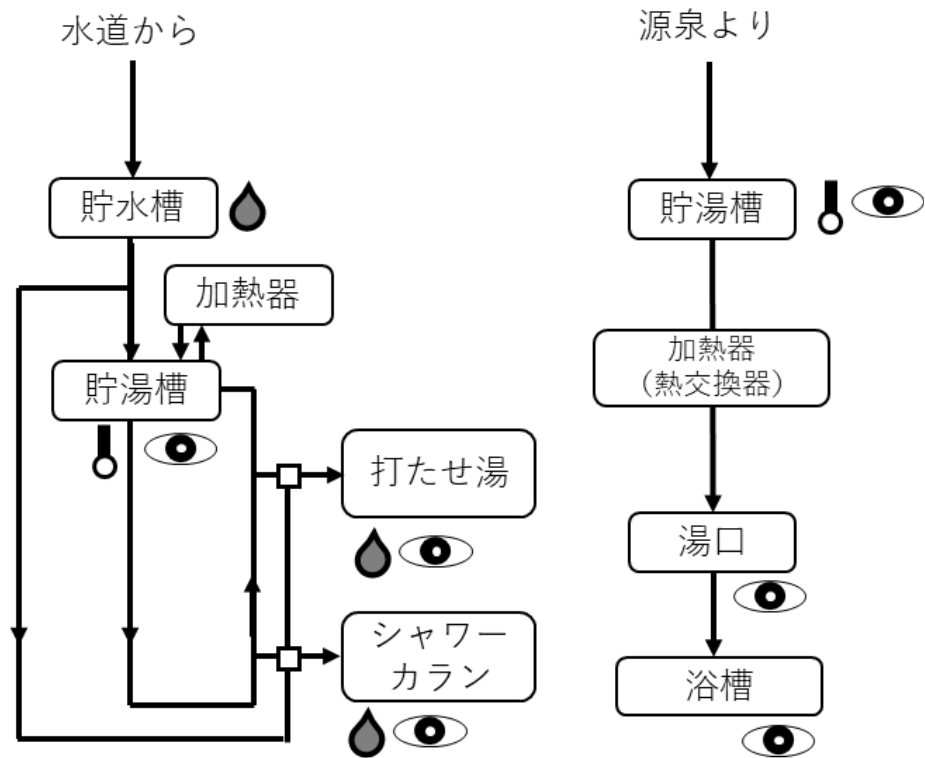 水道から
貯水槽
加熱器
貯湯槽
打たせ湯
シャワー
カラン
源泉より
貯湯槽
加熱器
（熱交換器）
湯口
浴槽